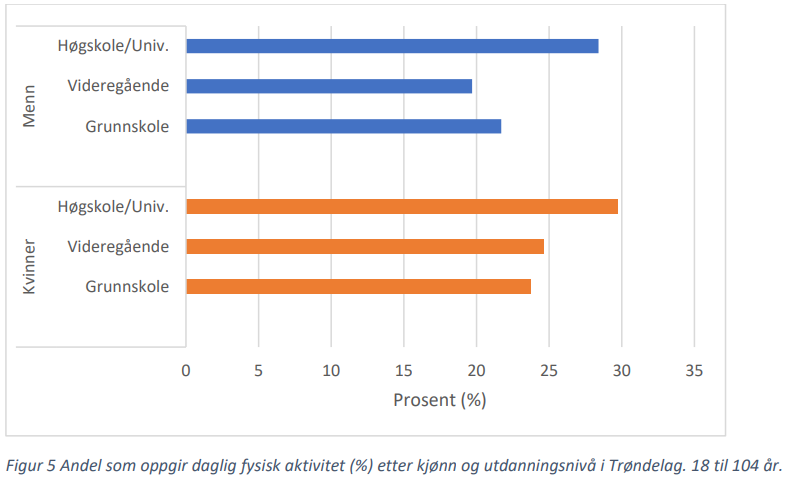 Menn
Høgskole/Univ.
Videregående
Grunnskole
Kvinner
Høgskole/Univ.
Videregående
Grunnskole
0 5 10 15 20 25 30 35
Prosent (%)
Figur 5 Andel som oppgir daglig fysisk aktivitet (%) etter kjønn og utdanningsnivå i Trøndelag. 18 til 104 år.